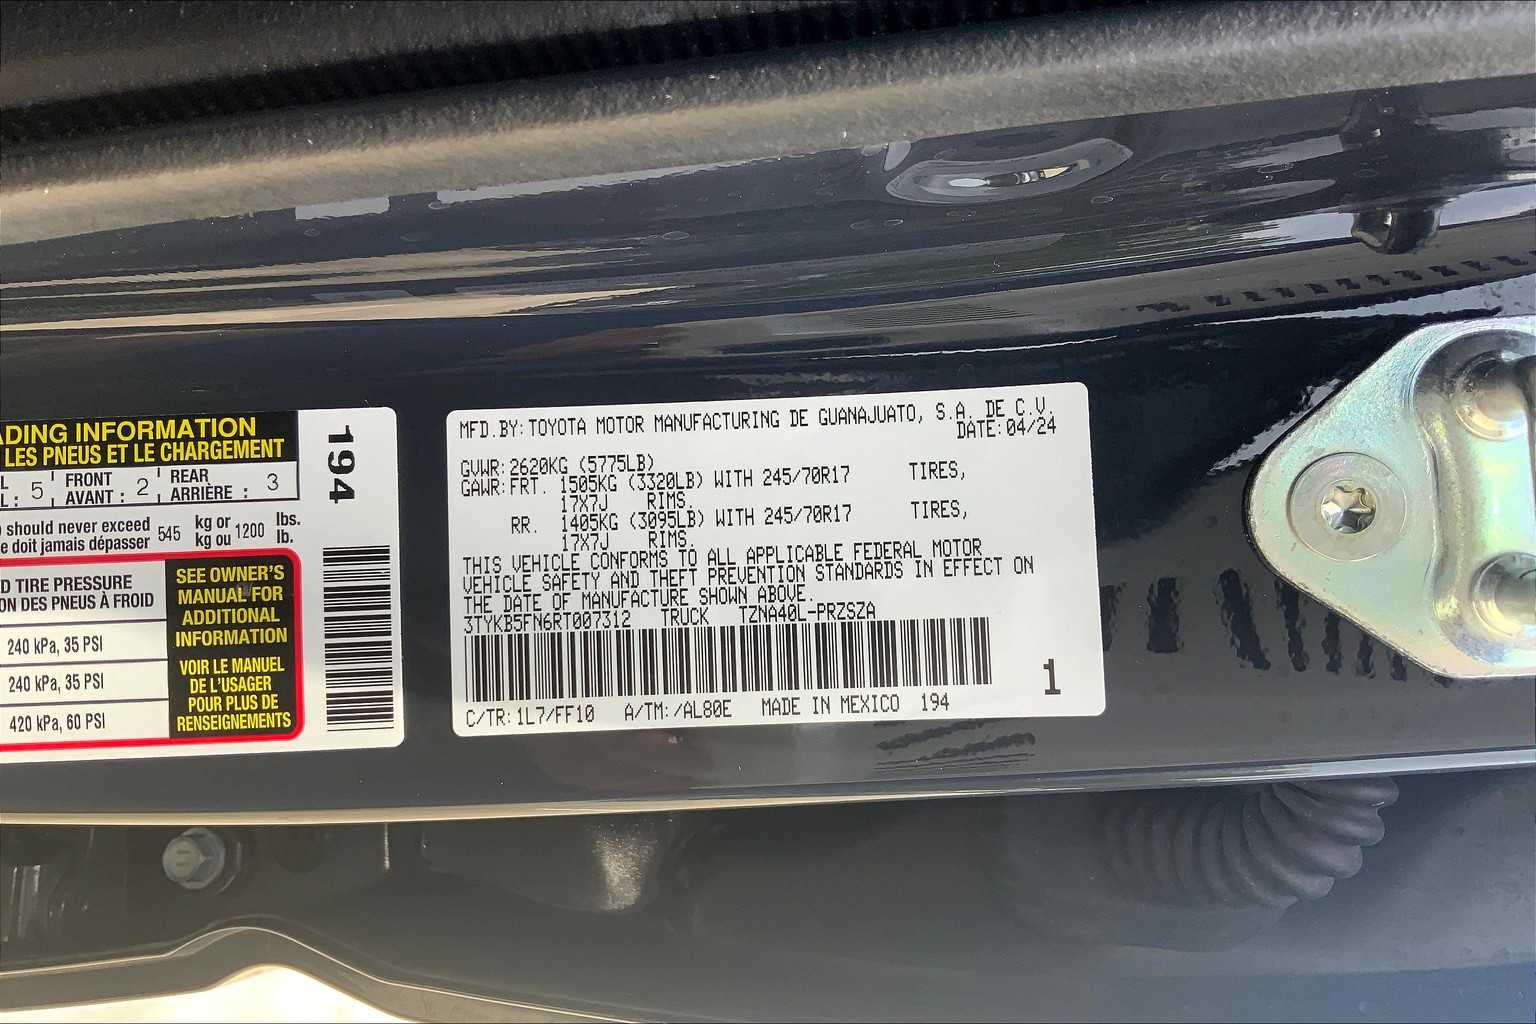 ADING INFORMATION
LES PNEUS ET LE CHARGEMENT
5 FRONT AVANT : 2 REAR ARRIÈRE : 3
should never exceed 545 kg or 1200 lbs.
e doit jamais dépasser kg ou lb.
D TIRE PRESSURE
ON DES PNEUS À FROID
240 kPa, 35 PSI
240 kPa, 35 PSI
420 kPa, 60 PSI
SEE OWNER'S
MANUAL FOR
ADDITIONAL
INFORMATION
VOIR LE MANUEL
DE L'USAGER
POUR PLUS DE
RENSEIGNEMENTS
194
MFD.BY:TOYOTA MOTOR MANUFACTURING DE GUANAJUATO, S.A. DE C.V.
DATE:04/24
GVWR:2620KG (5775LB)
GAWR:FRT. 1505KG (3320LB) WITH 245/70R17 TIRES,
17X7J RIMS.
RR. 1405KG (3095LB) WITH 245/70R17 TIRES,
17X7J RIMS.
THIS VEHICLE CONFORMS TO ALL APPLICABLE FEDERAL MOTOR
VEHICLE SAFETY AND THEFT PREVENTION STANDARDS IN EFFECT ON
THE DATE OF MANUFACTURE SHOWN ABOVE.
3TYKB5FN6RT007312 TRUCK TZNA40L-PRZSZA
1
C/TR:1L7/FF10 A/TM:/AL80E MADE IN MEXICO 194